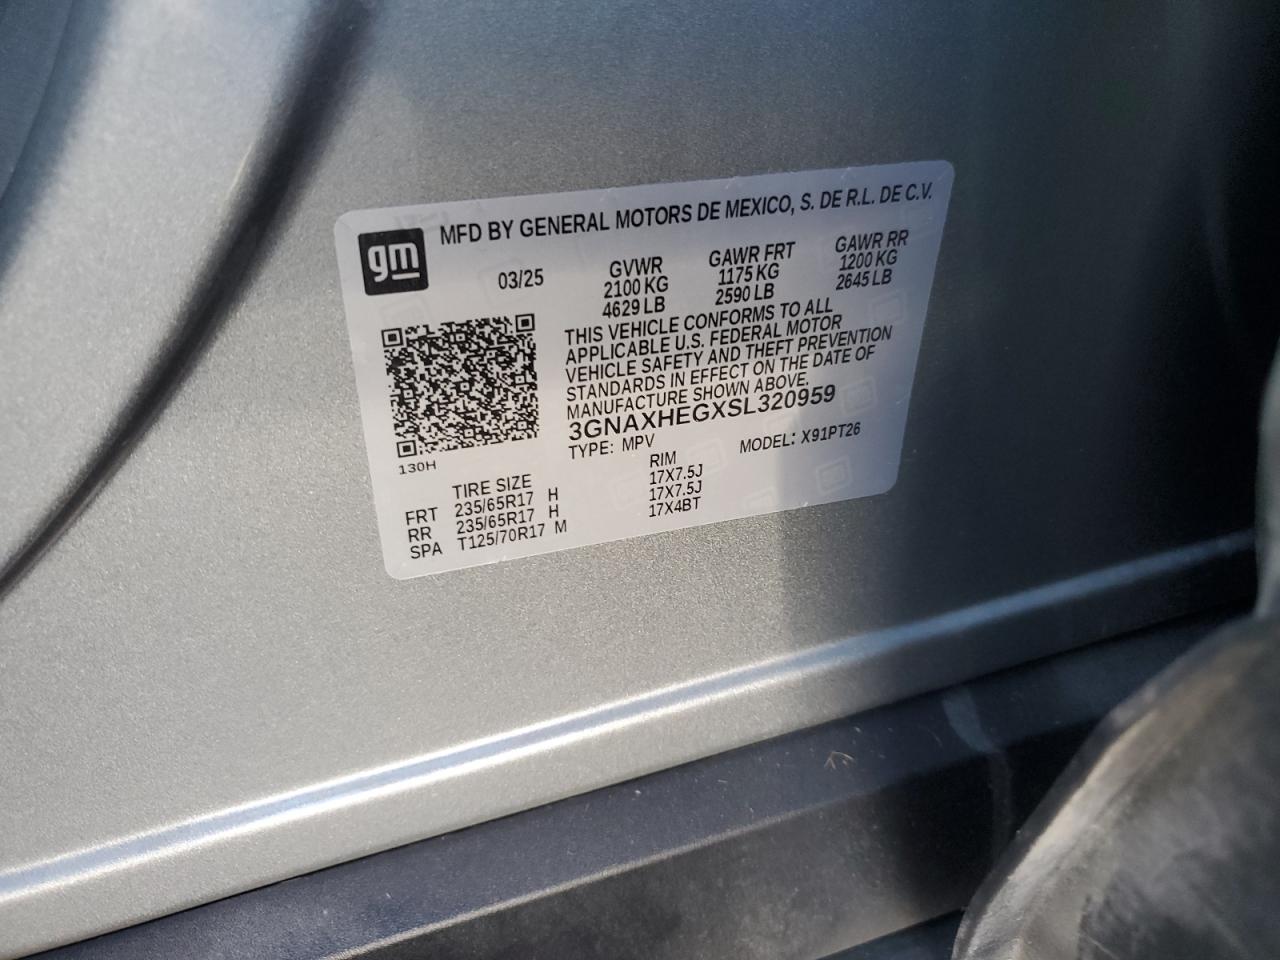 gm
MFD BY GENERAL MOTORS DE MEXICO, S. DE R.L. DE C.V.
03/25 GVWR GAWR FRT GAWR RR
2100 KG 1175 KG 1200 KG
4629 LB 2590 LB 2645 LB
THIS VEHICLE CONFORMS TO ALL
APPLICABLE U.S. FEDERAL MOTOR
VEHICLE SAFETY AND THEFT PREVENTION
STANDARDS IN EFFECT ON THE DATE OF
MANUFACTURE SHOWN ABOVE.
3GNAXHEGXSL320959
TYPE: MPV MODEL: X91PT26
130H
TIRE SIZE RIM
FRT 235/65R17 H 17X7.5J
RR 235/65R17 H 17X7.5J
SPA T125/70R17 M 17X4BT